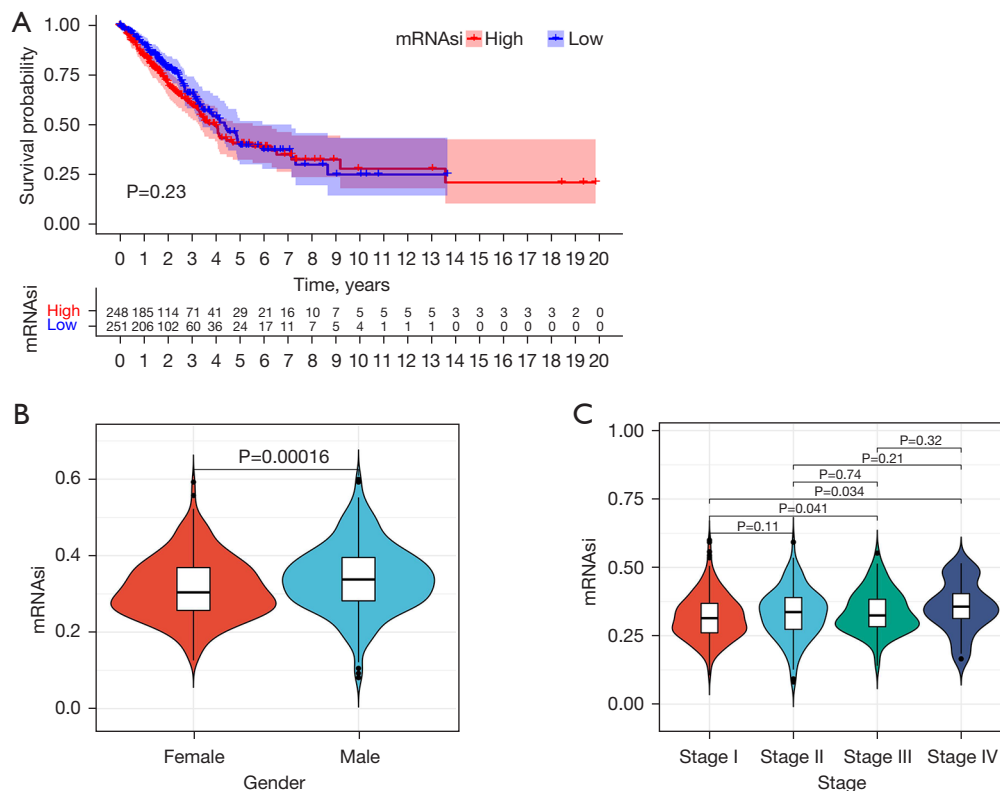 A
1.00
0.75
0.50
0.25
0.00
Survival probability
mRNAsi High Low
P=0.23
0 1 2 3 4 5 6 7 8 9 10 11 12 13 14 15 16 17 18 19 20
Time, years
mRNAsi
High 248 185 114 71 41 29 21 16 10 7 5 5 5 5 3 3 3 3 3 2 0
Low 251 206 102 60 36 24 17 11 7 5 4 1 1 1 0 0 0 0 0 0 0
0 1 2 3 4 5 6 7 8 9 10 11 12 13 14 15 16 17 18 19 20
B
0.6
0.4
0.2
0.0
mRNAsi
P=0.00016
Female Male
Gender
C
1.00
0.75
0.50
0.25
0.00
mRNAsi
P=0.32
P=0.21
P=0.74
P=0.034
P=0.041
P=0.11
Stage I Stage II Stage III Stage IV
Stage